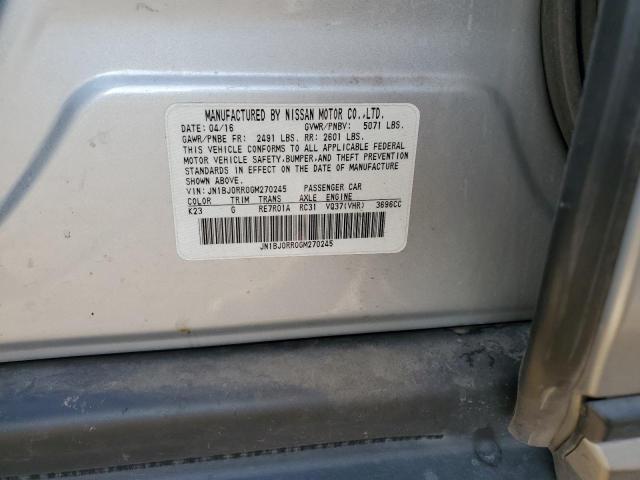 MANUFACTURED BY NISSAN MOTOR CO.,LTD.
DATE: 04/16 GVWR/PNBV: 5071 LBS.
GAWR/PNBE FR: 2491 LBS. RR: 2601 LBS.
THIS VEHICLE CONFORMS TO ALL APPLICABLE FEDERAL
MOTOR VEHICLE SAFETY,BUMPER,AND THEFT PREVENTION
STANDARDS IN EFFECT ON THE DATE OF MANUFACTURE
SHOWN ABOVE.
VIN: JN1BJ0RR0GM270245 PASSENGER CAR
COLOR TRIM TRANS AXLE ENGINE
K23 G RE7R01A RC31 VQ37(VHR) 3696CC
JN1BJ0RR0GM270245